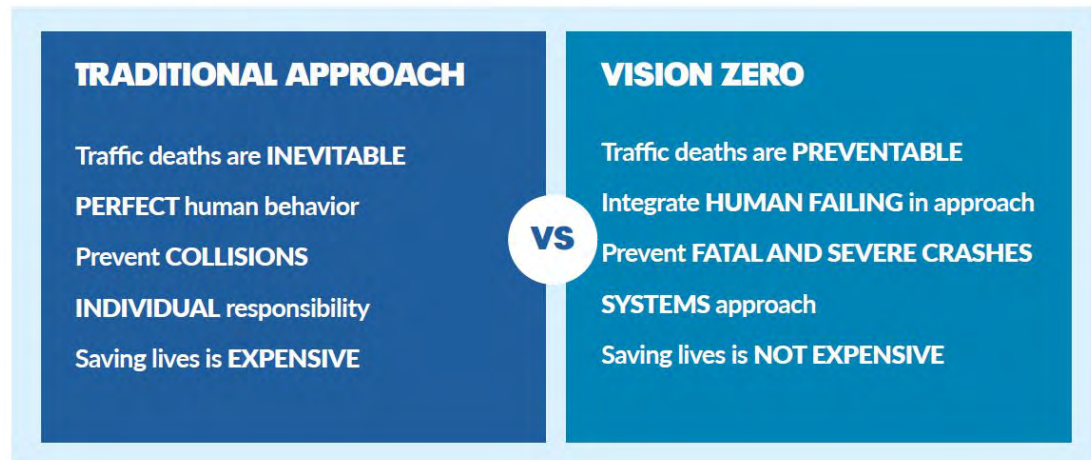 TRADITIONAL APPROACH
Traffic deaths are INEVITABLE
PERFECT human behavior
Prevent COLLISIONS
INDIVIDUAL responsibility
Saving lives is EXPENSIVE
VS
VISION ZERO
Traffic deaths are PREVENTABLE
Integrate HUMAN FAILING in approach
Prevent FATAL AND SEVERE CRASHES
SYSTEMS approach
Saving lives is NOT EXPENSIVE